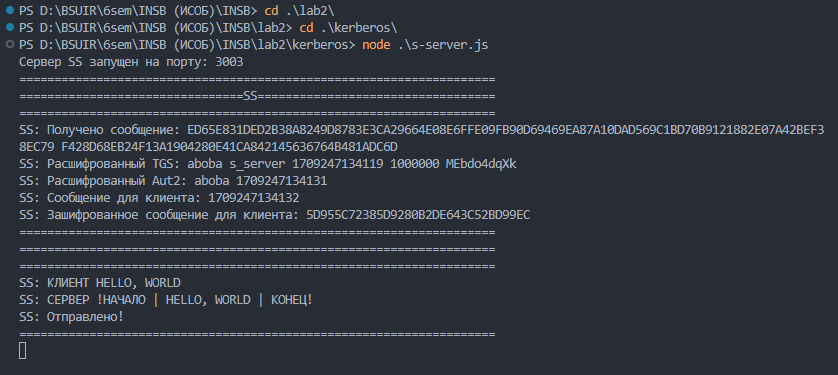 PS D:\BSUIR\6sem\INSB (ИСОБ)\INSB> cd .\lab2\
PS D:\BSUIR\6sem\INSB (ИСОБ)\INSB\lab2> cd .\kerberos\
PS D:\BSUIR\6sem\INSB (ИСОБ)\INSB\lab2\kerberos> node .\s-server.js
Сервер SS запущен на порту: 3003
===================================================================
================================SS=================================
===================================================================
SS: Получено сообщение: ED65E831DED2B38A8249D8783E3CA29664E08E6FFE09FB90D69469EA87A10DAD569C1BD70B9121882E07A42BEF3
8EC79 F428D68EB24F13A1904280E41CA842145636764B481ADC6D
SS: Расшифрованный TGS: aboba s_server 1709247134119 1000000 MEbdo4dqXk
SS: Расшифрованный Aut2: aboba 1709247134131
SS: Сообщение для клиента: 1709247134132
SS: Зашифрованное сообщение для клиента: 5D955C72385D9280B2DE643C52BD99EC
===================================================================
===================================================================
===================================================================
SS: КЛИЕНТ HELLO, WORLD
SS: СЕРВЕР !НАЧАЛО | HELLO, WORLD | КОНЕЦ!
SS: Отправлено!
===================================================================